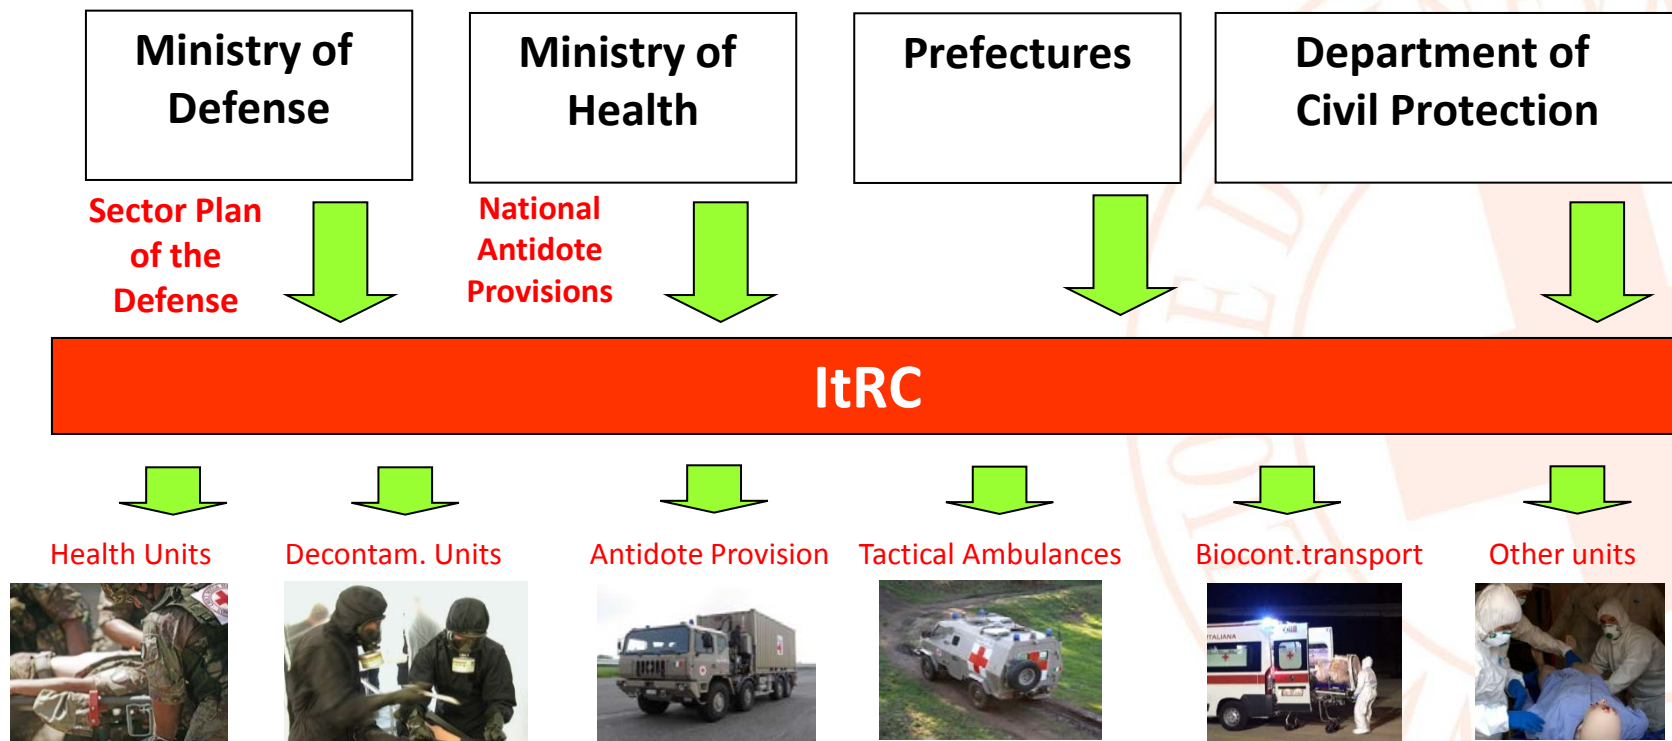 Ministry of
Defense
Ministry of
Health
Prefectures
Department of
Civil Protection
Sector Plan
of the
Defense
National
Antidote
Provisions
ItRC
Health Units
Decontam. Units
Antidote Provision
Tactical Ambulances
Biocont.transport
Other units
ITALIANA